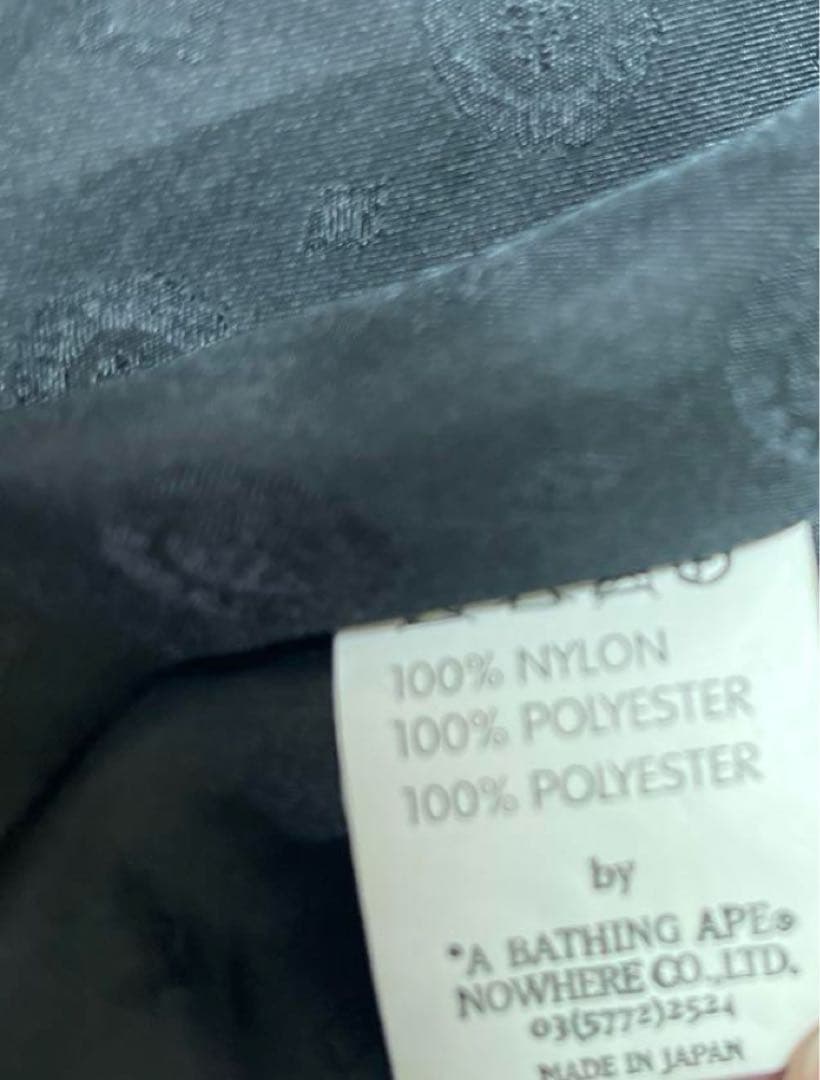 100% NYLON
100% POLYESTER
100% POLYESTER
by
*A BATHING APE®
NOWHERE CO.,LTD.
03(5772)2524
MADE IN JAPAN